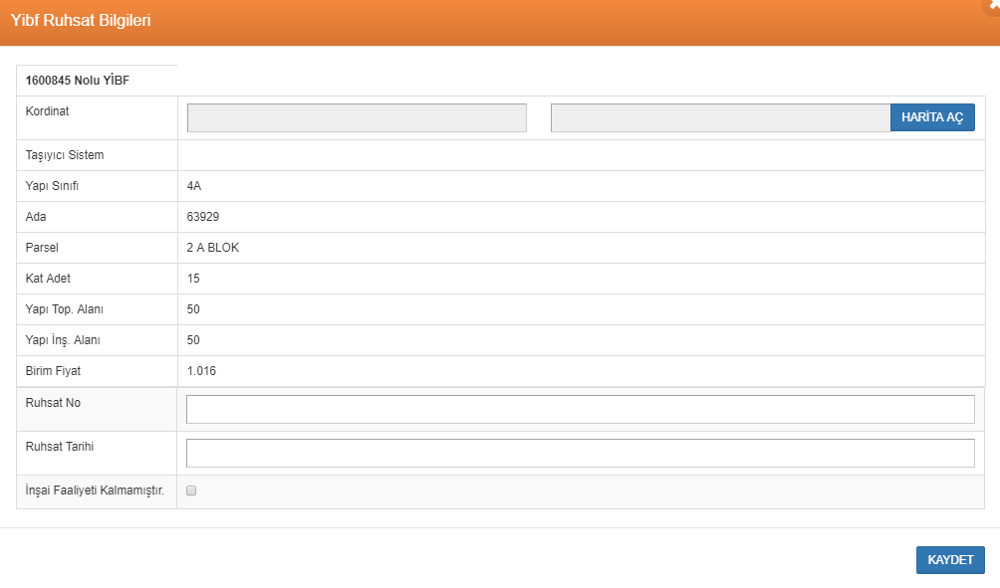 Yibf Ruhsat Bilgileri
1600845 Nolu YİBF
Kordinat HARİTA AÇ
Taşıyıcı Sistem
Yapı Sınıfı 4A
Ada 63929
Parsel 2 A BLOK
Kat Adet 15
Yapı Top. Alanı 50
Yapı İnş. Alanı 50
Birim Fiyat 1.016
Ruhsat No
Ruhsat Tarihi
İnşai Faaliyeti Kalmamıştır.
KAYDET